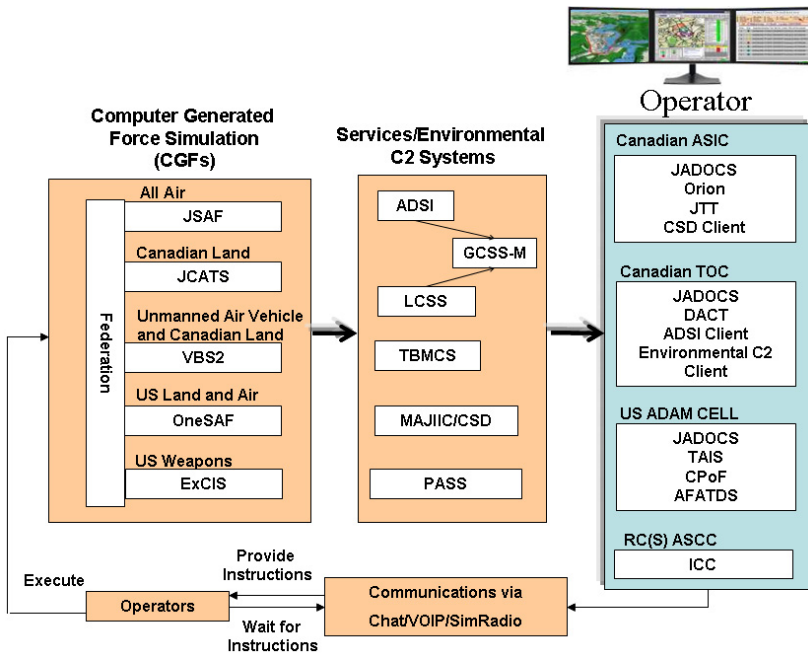 Operator
Computer Generated
Force Simulation
(CGFs)
Services/Environmental
C2 Systems
All Air
JSAF
Canadian Land
JCATS
Unmanned Air Vehicle
and Canadian Land
VBS2
US Land and Air
OneSAF
US Weapons
ExCIS
Federation
ADSI
GCSS-M
LCSS
TBMCS
MAJIIC/CSD
PASS
Canadian ASIC
JADOCS
Orion
JTT
CSD Client
Canadian TOC
JADOCS
DACT
ADSI Client
Environmental C2
Client
US ADAM CELL
JADOCS
TAIS
CPoF
AFATDS
RC(S) ASCC
ICC
Execute
Operators
Provide
Instructions
Wait for
Instructions
Communications via
Chat/VOIP/SimRadio